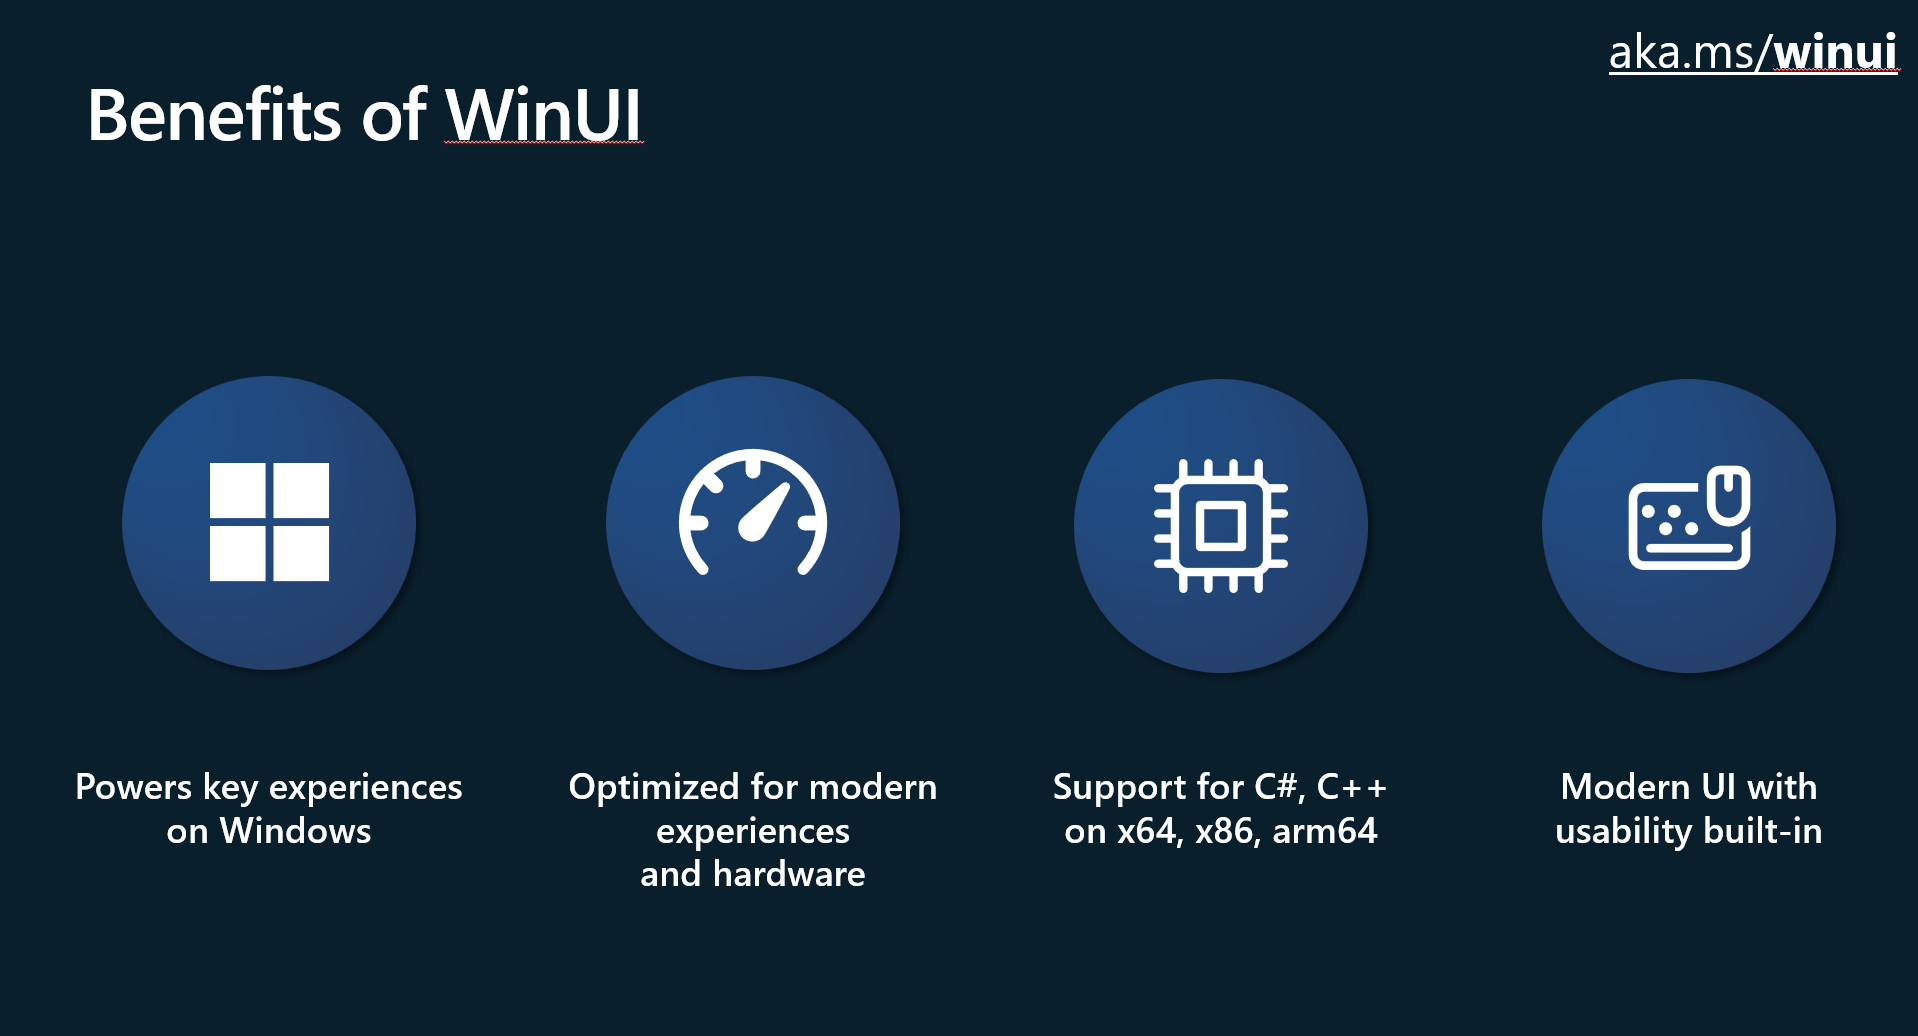 aka.ms/winui
Benefits of WinUI
Powers key experiences
on Windows
Optimized for modern
experiences
and hardware
Support for C#, C++
on x64, x86, arm64
Modern UI with
usability built-in